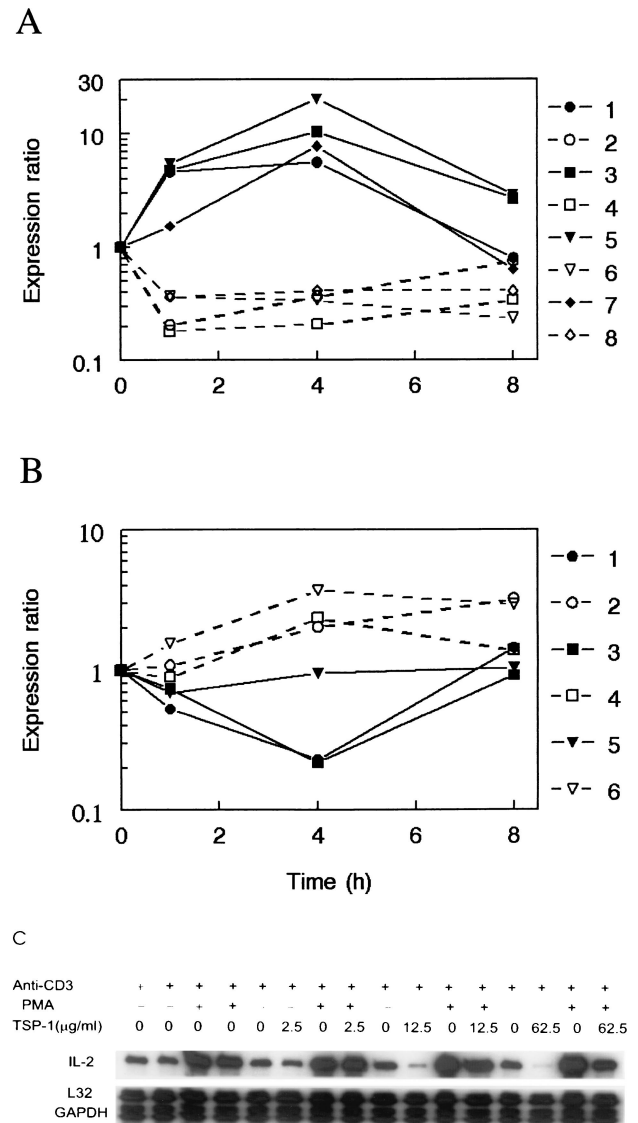 A
30
10
1
0.1
Expression ratio
0 2 4 6 8
1
2
3
4
5
6
7
8
B
10
1
0.1
Expression ratio
0 2 4 6 8
Time (h)
1
2
3
4
5
6
C
Anti-CD3 + + + + + + + + + + + + + + + +
PMA – – + + - - + + - + + - - + +
TSP-1(µg/ml) 0 0 0 0 0 2.5 0 2.5 0 12.5 0 12.5 0 62.5 0 62.5
IL-2
L32
GAPDH